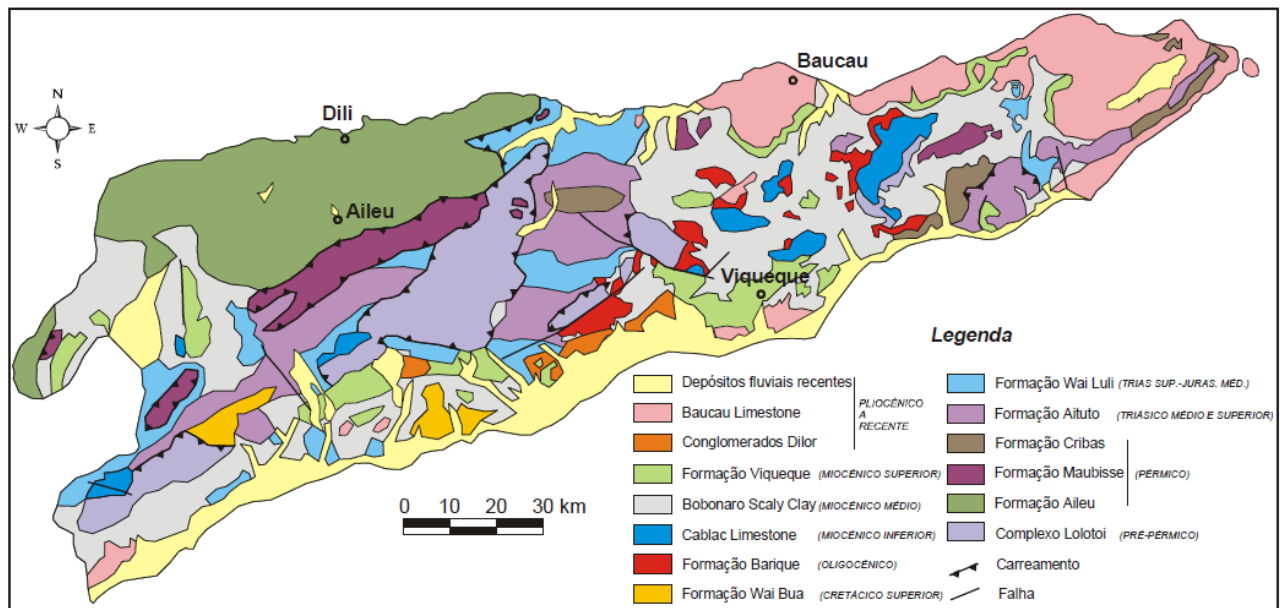 Baucau
Dili
N
W E
S
Aileu
Viqueque
Legenda
Depósitos fluviais recentes
Baucau Limestone
Conglomerados Dilor
PLIOCÉNICO
A
RECENTE
Formação Viqueque (MIOCÉNICO SUPERIOR)
Bobonaro Scaly Clay (MIOCÉNICO MÉDIO)
Cablac Limestone (MIOCÉNICO INFERIOR)
Formação Barique (OLIGOCÉNICO)
Formação Wai Bua (CRETÁCICO SUPERIOR)
Formação Wai Luli (TRIAS SUP.-JURAS. MÉD.)
Formação Aituto (TRIÁSICO MÉDIO E SUPERIOR)
Formação Cribas
Formação Maubisse (PÉRMICO)
Formação Aileu
Complexo Lolotoi (PRÉ-PÉRMICO)
Carreamento
Falha
0 10 20 30 km